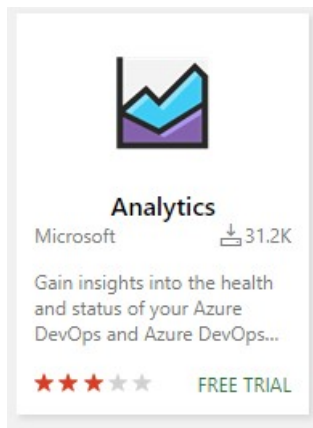 Analytics
Microsoft 31.2K
Gain insights into the health
and status of your Azure
DevOps and Azure DevOps...
FREE TRIAL